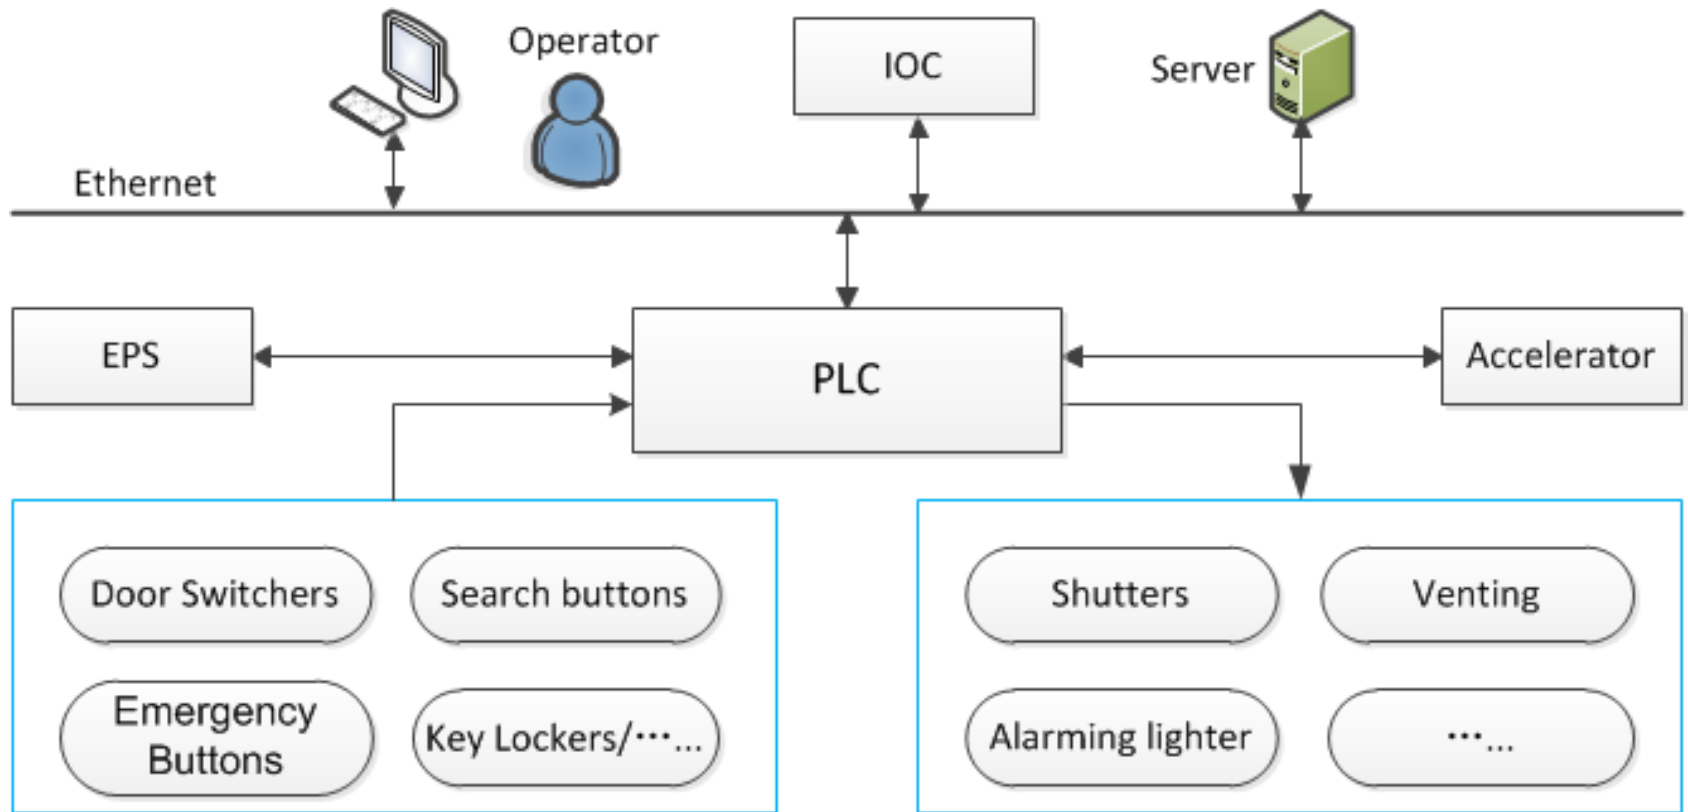 Operator
IOC
Server
Ethernet
EPS
PLC
Accelerator
Door Switchers
Search buttons
Shutters
Venting
Emergency
Buttons
Key Lockers/⋯...
Alarming lighter
⋯...